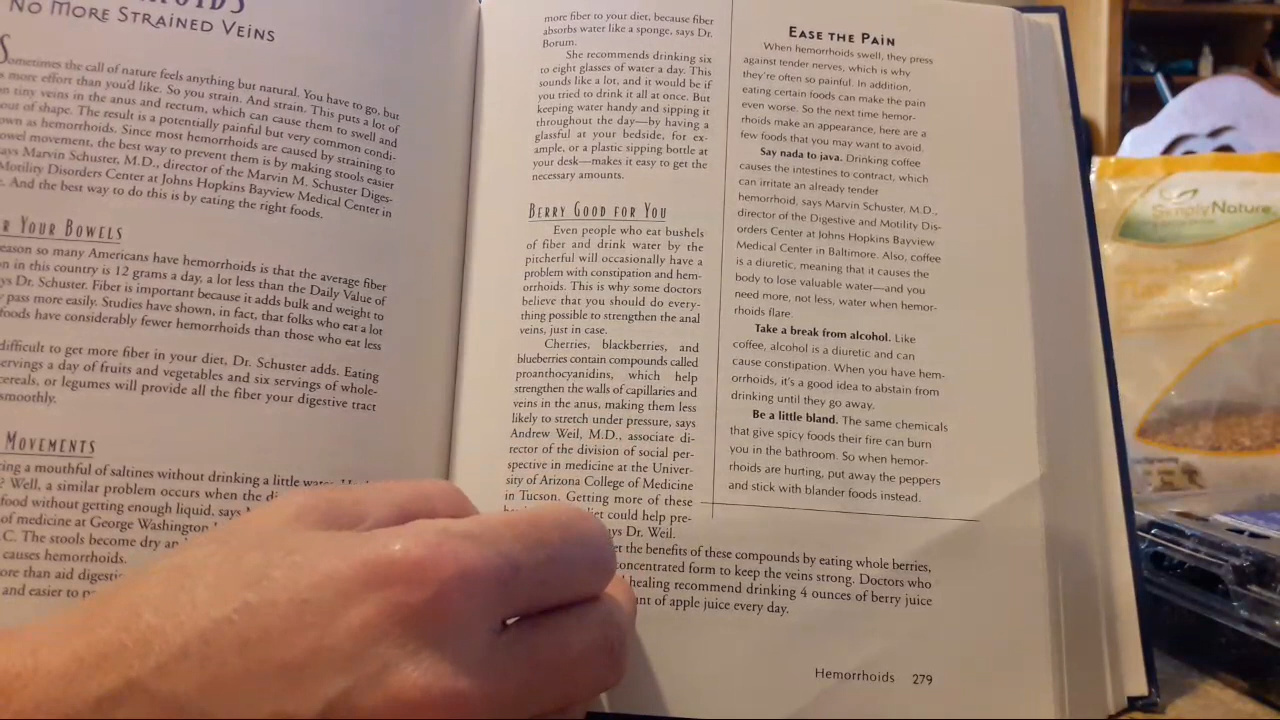 NO MORE STRAINED VEINS
Sometimes the call of nature feels anything but natural. You have to go, but
s more effort than you'd like. So you strain. And strain. This puts a lot of
n tiny veins in the anus and rectum, which can cause them to swell and
out of shape. The result is a potentially painful but very common condi-
own as hemorrhoids. Since most hemorrhoids are caused by straining to
owel movement, the best way to prevent them is by making stools easier
ays Marvin Schuster, M.D., director of the Marvin M. Schuster Diges-
Motility Disorders Center at Johns Hopkins Bayview Medical Center in
e. And the best way to do this is by eating the right foods.
R YOUR BOWELS
eason so many Americans have hemorrhoids is that the average fiber
n in this country is 12 grams a day, a lot less than the Daily Value of
ys Dr. Schuster. Fiber is important because it adds bulk and weight to
pass more easily. Studies have shown, in fact, that folks who eat a lot
foods have considerably fewer hemorrhoids than those who eat less
difficult to get more fiber in your diet, Dr. Schuster adds. Eating
ervings a day of fruits and vegetables and six servings of whole-
cereals, or legumes will provide all the fiber your digestive tract
smoothly.
MOVEMENTS
ing a mouthful of saltines without drinking a little
? Well, a similar problem occurs when the
food without getting enough liquid, says
of medicine at George Washington
C. The stools become dry
causes hemorrhoids.
ore than aid
and easier to
more fiber to your diet, because fiber
absorbs water like a sponge, says Dr.
Borum.
She recommends drinking six
to eight glasses of water a day. This
sounds like a lot, and it would be if
you tried to drink it all at once. But
keeping water handy and sipping it
throughout the day—by having a
glassful at your bedside, for ex-
ample, or a plastic sipping bottle at
your desk—makes it easy to get the
necessary amounts.
BERRY GOOD FOR YOU
Even people who eat bushels
of fiber and drink water by the
pitcherful will occasionally have a
problem with constipation and hem-
orrhoids. This is why some doctors
believe that you should do every-
thing possible to strengthen the anal
veins, just in case.
Cherries, blackberries, and
blueberries contain compounds called
proanthocyanidins, which help
strengthen the walls of capillaries and
veins in the anus, making them less
likely to stretch under pressure, says
Andrew Weil, M.D., associate di-
rector of the division of social per-
spective in medicine at the Univer-
sity of Arizona College of Medicine
in Tucson. Getting more of these
iet could help pre-
ys Dr. Weil.
et the benefits of these compounds by eating whole berries,
concentrated form to keep the veins strong. Doctors who
healing recommend drinking 4 ounces of berry juice
nt of apple juice every day.
EASE THE PAIN
When hemorrhoids swell, they press
against tender nerves, which is why
they're often so painful. In addition,
eating certain foods can make the pain
even worse. So the next time hemor-
rhoids make an appearance, here are a
few foods that you may want to avoid.
Say nada to java. Drinking coffee
causes the intestines to contract, which
can irritate an already tender
hemorrhoid, says Marvin Schuster, M.D.,
director of the Digestive and Motility Dis-
orders Center at Johns Hopkins Bayview
Medical Center in Baltimore. Also, coffee
is a diuretic, meaning that it causes the
body to lose valuable water—and you
need more, not less, water when hemor-
rhoids flare.
Take a break from alcohol. Like
coffee, alcohol is a diuretic and can
cause constipation. When you have hem-
orrhoids, it's a good idea to abstain from
drinking until they go away.
Be a little bland. The same chemicals
that give spicy foods their fire can burn
you in the bathroom. So when hemor-
rhoids are hurting, put away the peppers
and stick with blander foods instead.
Hemorrhoids 279
SimplyNature